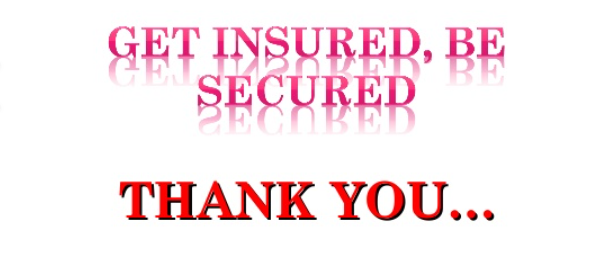 GET INSURED, BE
SECURED
THANK YOU...